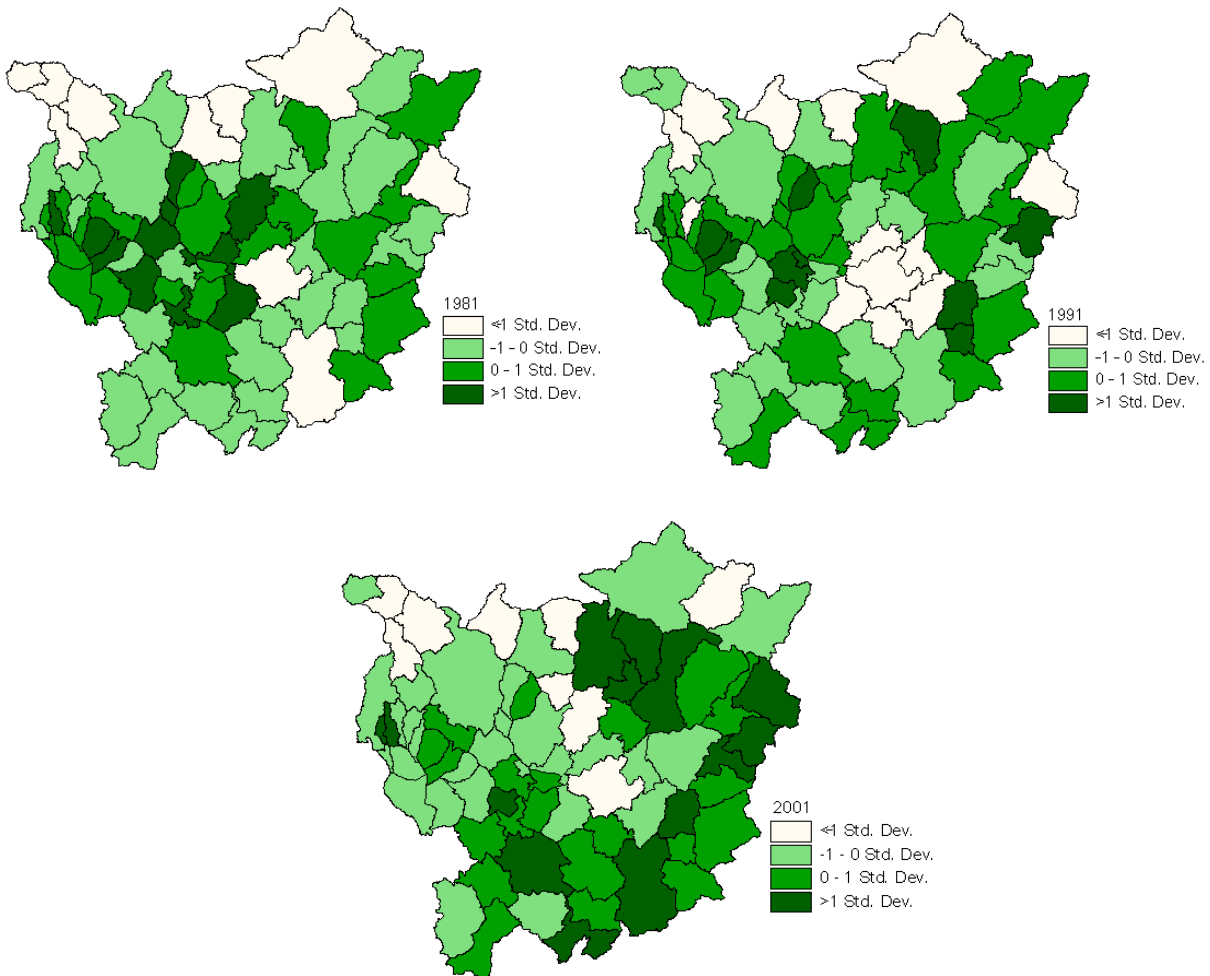 1981
<-1 Std. Dev.
-1 - 0 Std. Dev.
0 - 1 Std. Dev.
>1 Std. Dev.
1991
<-1 Std. Dev.
-1 - 0 Std. Dev.
0 - 1 Std. Dev.
>1 Std. Dev.
2001
<-1 Std. Dev.
-1 - 0 Std. Dev.
0 - 1 Std. Dev.
>1 Std. Dev.